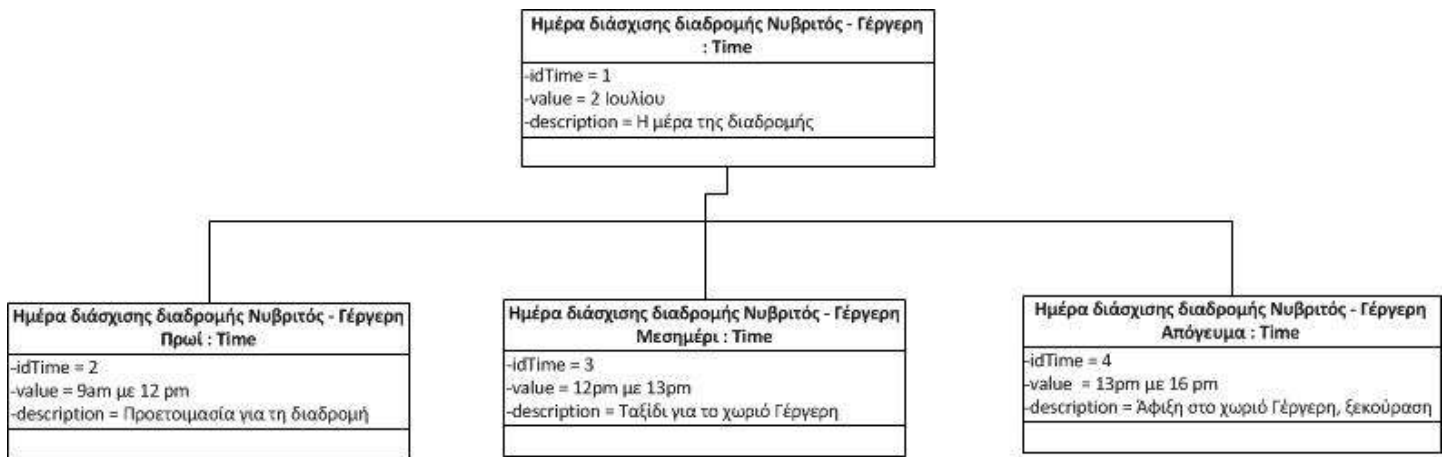 Ημέρα διάσχισης διαδρομής Νυβριτός - Γέργερη
: Time
-idTime = 1
-value = 2 Ιουλίου
-description = Η μέρα της διαδρομής
Ημέρα διάσχισης διαδρομής Νυβριτός - Γέργερη
Πρωί : Time
-idTime = 2
-value = 9am με 12 pm
-description = Προετοιμασία για τη διαδρομή
Ημέρα διάσχισης διαδρομής Νυβριτός - Γέργερη
Μεσημέρι : Time
-idTime = 3
-value = 12pm με 13pm
-description = Ταξίδι για το χωριό Γέργερη
Ημέρα διάσχισης διαδρομής Νυβριτός - Γέργερη
Απόγευμα : Time
-idTime = 4
-value = 13pm με 16 pm
-description = Άφιξη στο χωριό Γέργερη, ξεκούραση